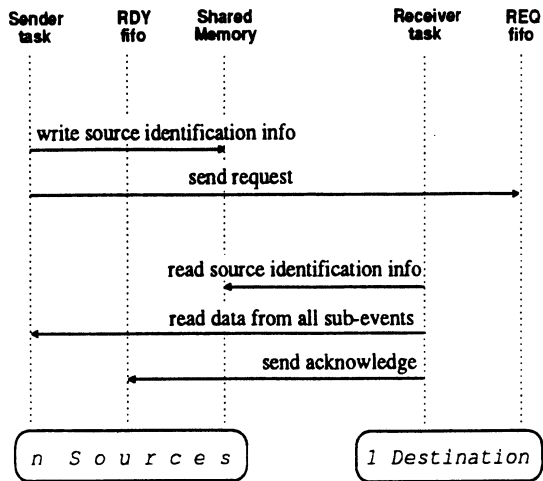 Sender task
RDY fifo
Shared Memory
Receiver task
REQ fifo
write source identification info
send request
read source identification info
read data from all sub-events
send acknowledge
n Sources
1 Destination